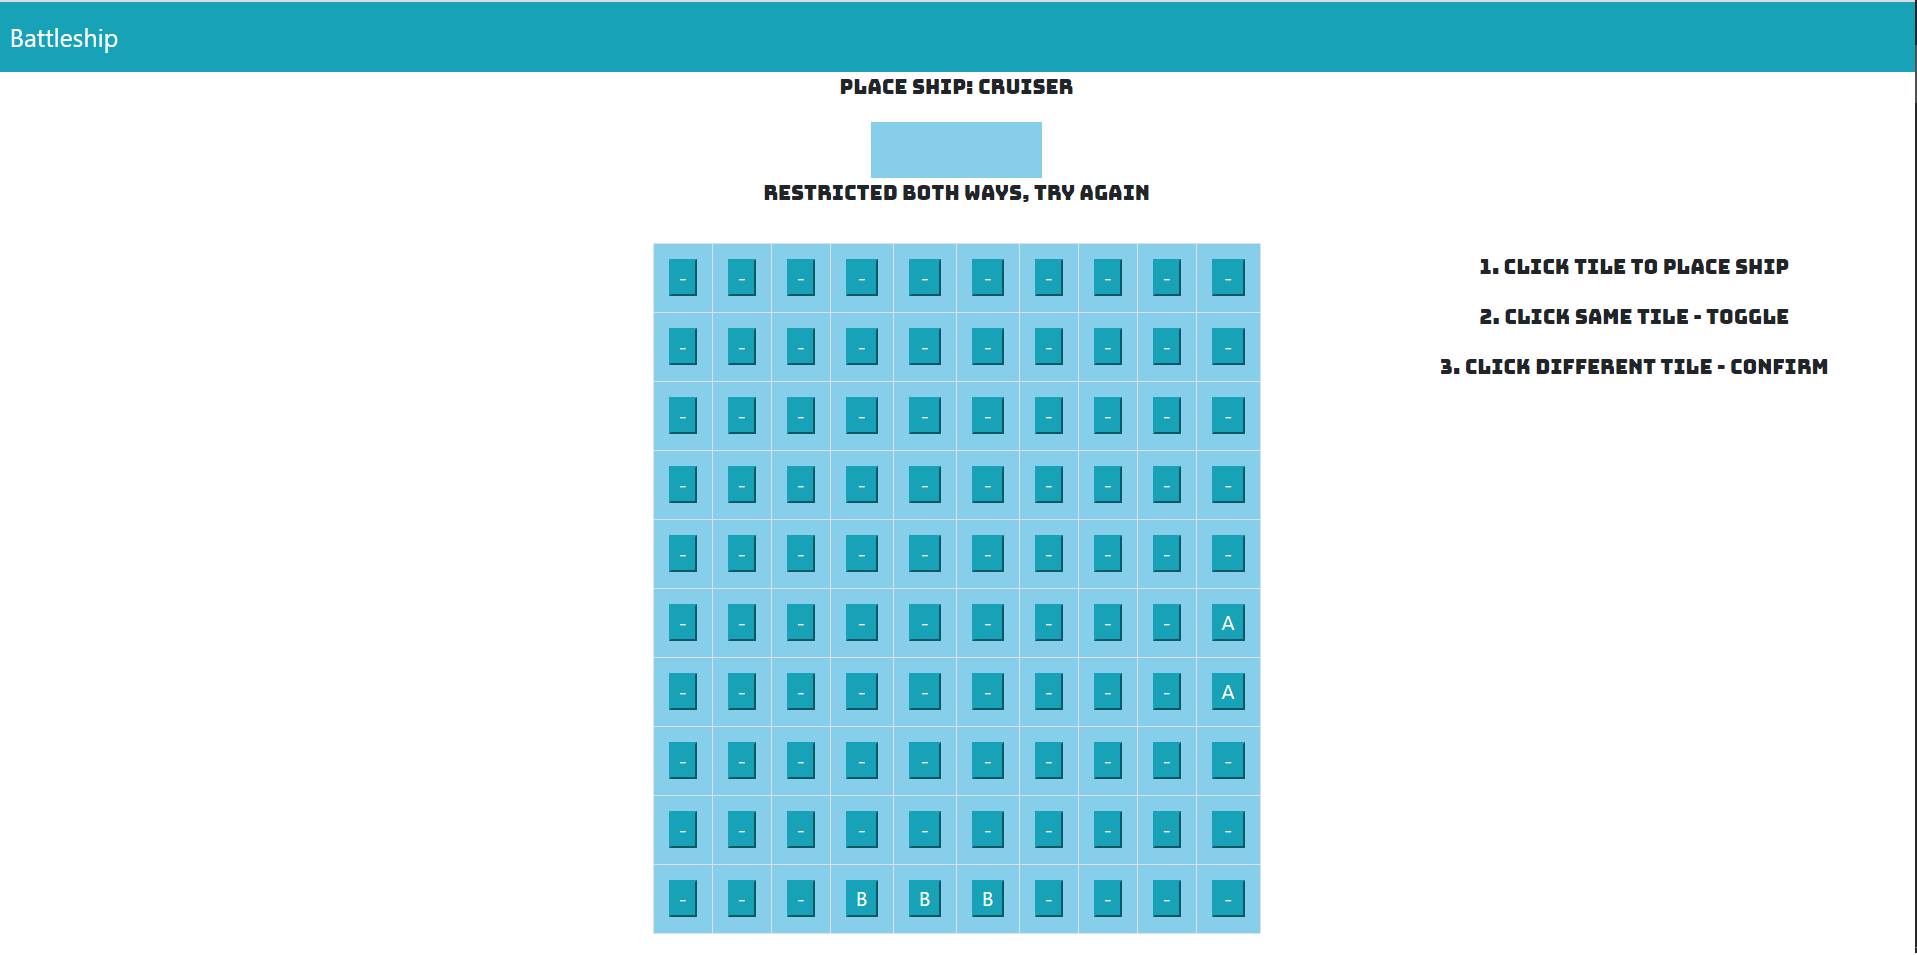 Battleship
PLACE SHIP: CRUISER
RESTRICTED BOTH WAYS, TRY AGAIN
1. CLICK TILE TO PLACE SHIP
2. CLICK SAME TILE - TOGGLE
3. CLICK DIFFERENT TILE - CONFIRM
- - - - - - - - - -
- - - - - - - - - -
- - - - - - - - - -
- - - - - - - - - -
- - - - - - - - - -
- - - - - - - - - A
- - - - - - - - - A
- - - - - - - - - -
- - - - - - - - - -
- - - B B B - - - -